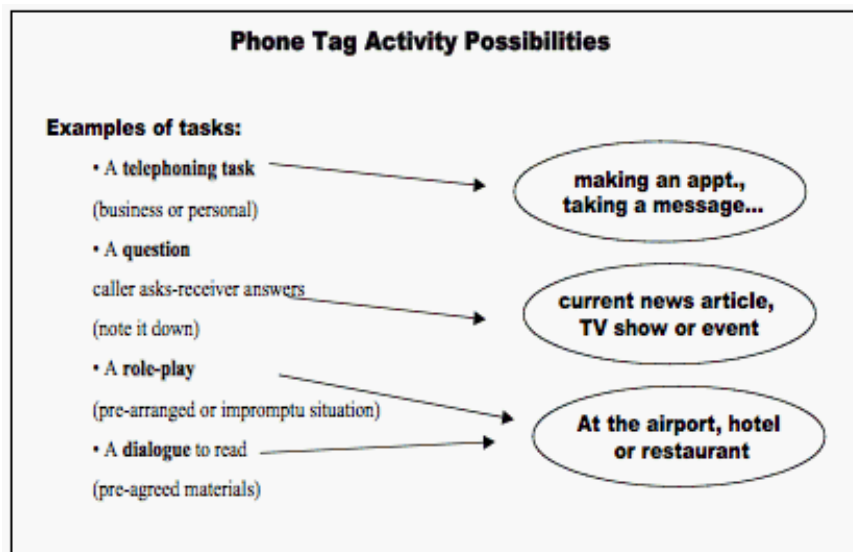 Phone Tag Activity Possibilities
Examples of tasks:
• A telephoning task
(business or personal)
• A question
caller asks-receiver answers
(note it down)
• A role-play
(pre-arranged or impromptu situation)
• A dialogue to read
(pre-agreed materials)
making an appt.,
taking a message...
current news article,
TV show or event
At the airport, hotel
or restaurant